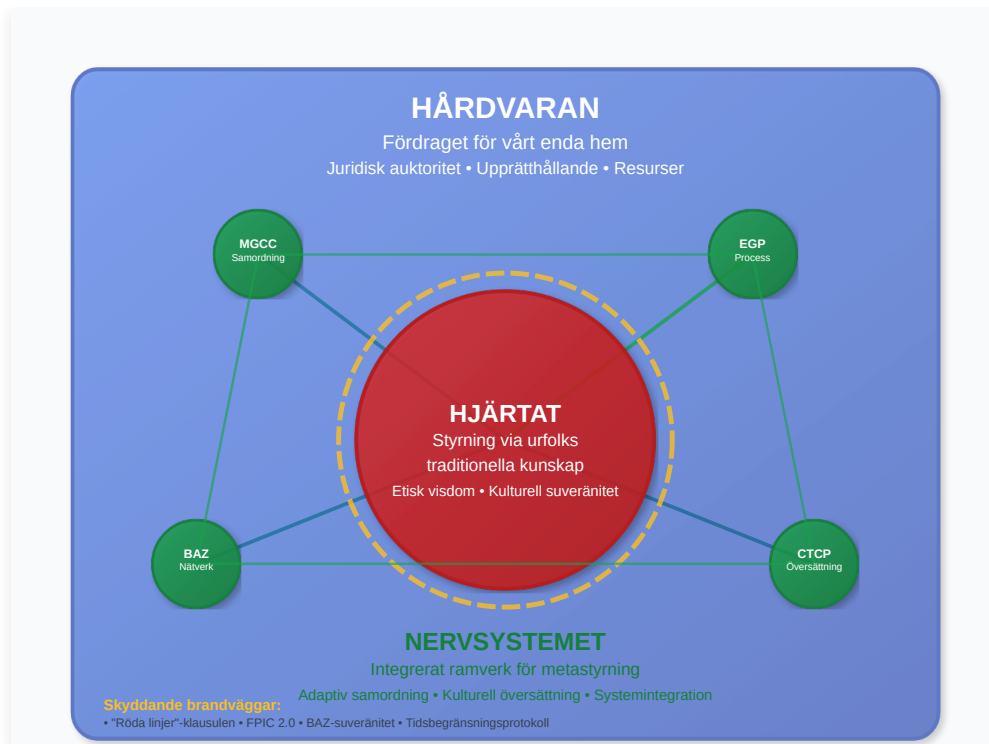 HÅRDVARAN
Fördraget för vårt enda hem
Juridisk auktoritet • Upprätthållande • Resurser
MGCC
Samordning
EGP
Process
HJÄRTAT
Styrning via urfolks
traditionella kunskap
Etisk visdom • Kulturell suveränitet
BAZ
Nätverk
CTCP
Översättning
NERVSYSTEMET
Integrerat ramverk för metastyrning
Adaptiv samordning • Kulturell översättning • Systemintegration
Skyddande brandväggar:
• "Röda linjer"-klausulen • FPIC 2.0 • BAZ-suveränitet • Tidsbegränsningsprotokoll